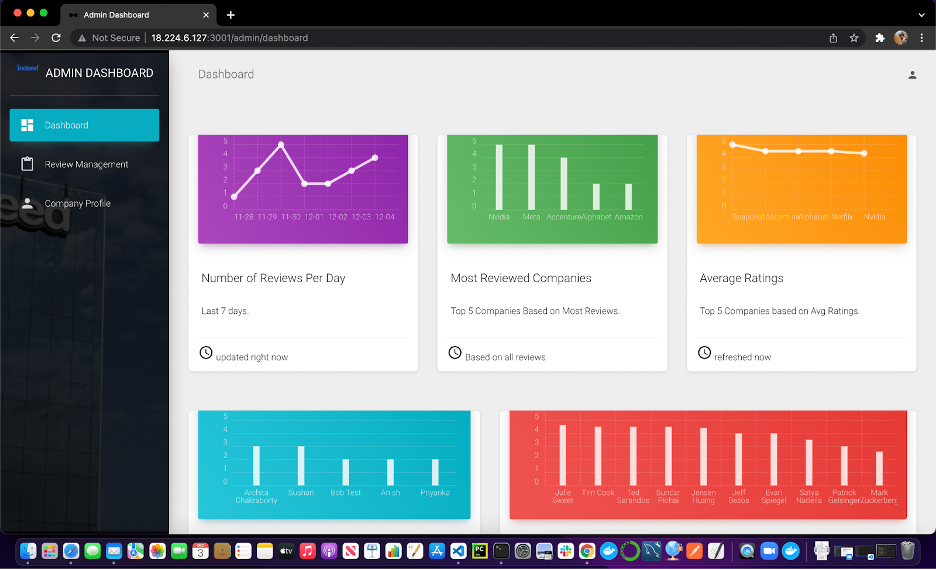 Admin Dashboard
Not Secure | 18.224.6.127:3001/admin/dashboard
indeed ADMIN DASHBOARD
Dashboard
Review Management
Company Profile
Dashboard
5
4
3
2
1
0
11-28 11-29 11-30 12-01 12-02 12-03 12-04
Number of Reviews Per Day
Last 7 days.
updated right now
5
4
3
2
1
0
Nvidia Meta Accenture Alphabet Amazon
Most Reviewed Companies
Top 5 Companies Based on Most Reviews.
Based on all reviews
5
4
3
2
1
0
Snapchat Accenture Alphabet Netflix Nvidia
Average Ratings
Top 5 Companies based on Avg Ratings.
refreshed now
5
4
3
2
1
0
Archita Chakraborty Sushan Bob Test Anish Priyanka
5
4
3
2
1
0
Julie Sweet Tim Cook Ted Sarandos Sundar Pichai Jensen Huang Jeff Bezos Evan Spiegel Satya Nadella Patrick Gelsinger Mark Zuckerberg
FRI
3
tv
PC